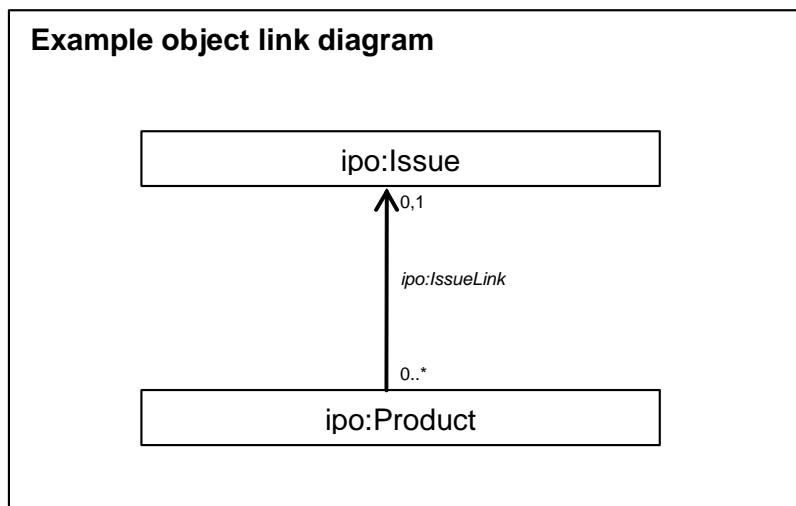 Example object link diagram
ipo:Issue
0,1
ipo:IssueLink
0..*
ipo:Product